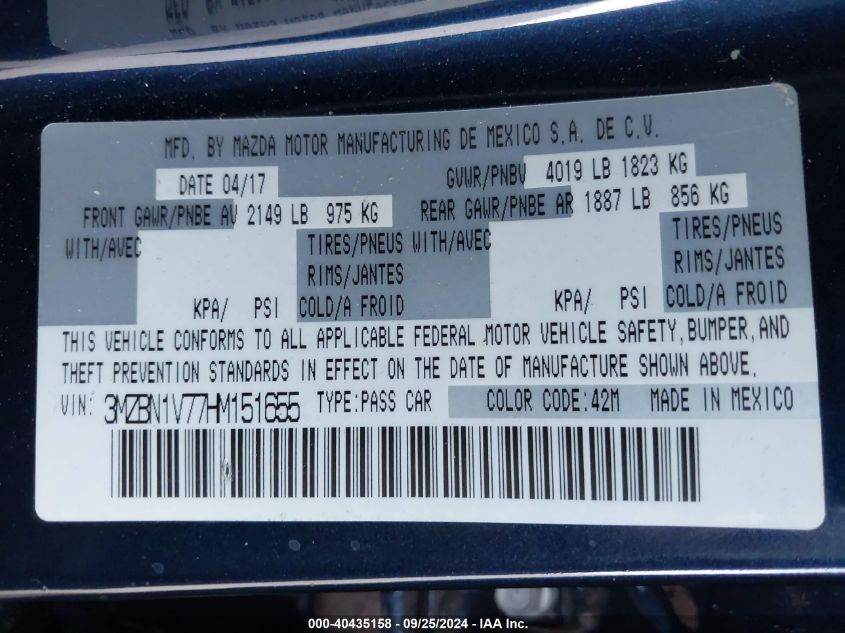 MFD. BY MAZDA MOTOR MANUFACTURING DE MEXICO S.A. DE C.V.
DATE 04/17 GVWR/PNBV 4019 LB 1823 KG
FRONT GAWR/PNBE AV 2149 LB 975 KG REAR GAWR/PNBE AR 1887 LB 856 KG
WITH/AVEC TIRES/PNEUS WITH/AVEC TIRES/PNEUS
RIMS/JANTES RIMS/JANTES
KPA/ PSI COLD/A FROID KPA/ PSI COLD/A FROID
THIS VEHICLE CONFORMS TO ALL APPLICABLE FEDERAL MOTOR VEHICLE SAFETY, BUMPER, AND
THEFT PREVENTION STANDARDS IN EFFECT ON THE DATE OF MANUFACTURE SHOWN ABOVE.
VIN: 3MZBN1V77HM151655 TYPE:PASS CAR COLOR CODE:42M MADE IN MEXICO
000-40435158 - 09/25/2024 - IAA Inc.